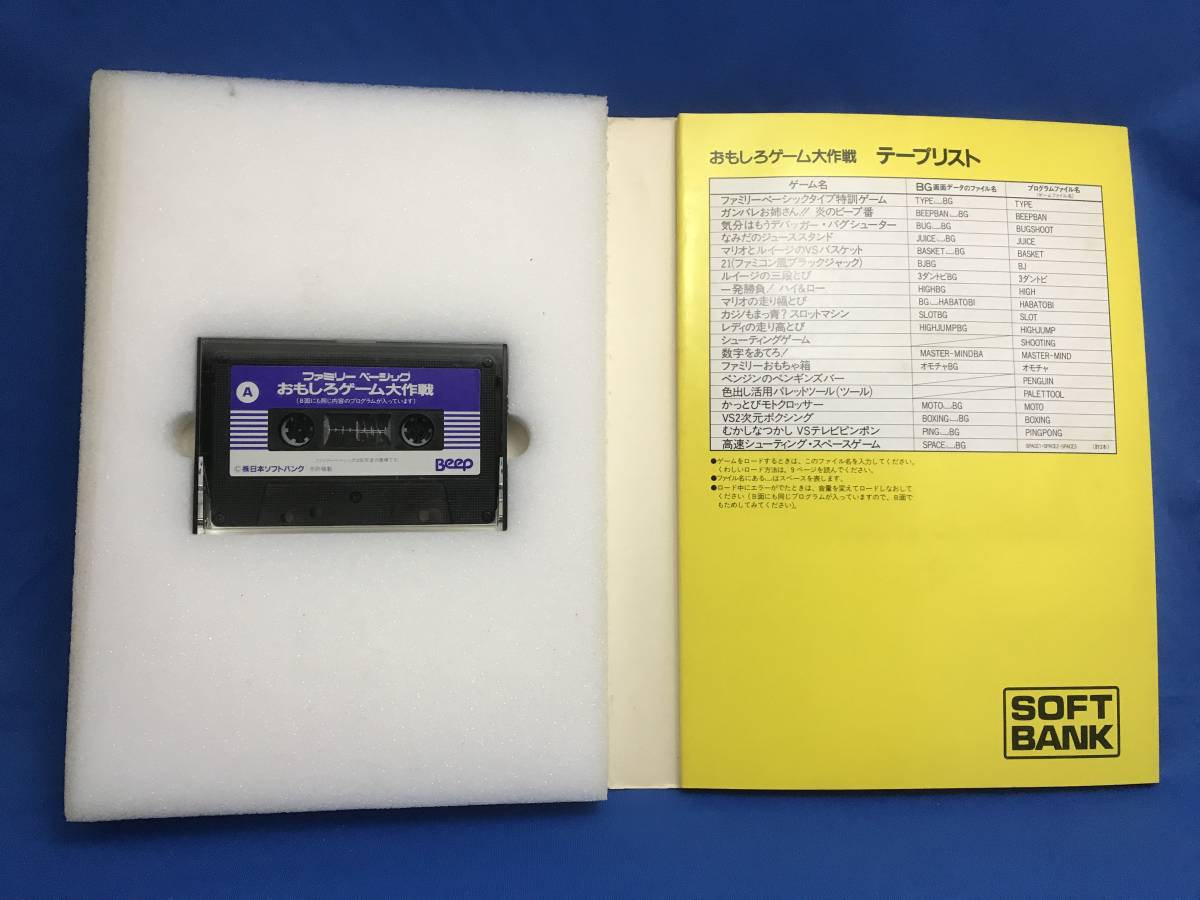 A
ファミリー ベーシック
おもしろゲーム大作戦
(B面にも同じ内容のプログラムが入っています)
©㈱日本ソフトバンク
Beep
おもしろゲーム大作戦 テープリスト
ゲーム名 BG画面データのファイル名 プログラムファイル名
(ゲームファイル名)
ファミリーベーシックタイプ特訓ゲーム TYPE␣BG TYPE
ガンバレお姉さん!! 炎のビープ番 BEEPBAN␣BG BEEPBAN
気分はもうデバッガー・バグシューター BUG␣BG BUGSHOOT
なみだのジューススタンド JUICE␣BG JUICE
マリオとルイージのVSバスケット BASKET␣BG BASKET
21(ファミコン風ブラックジャック) BJBG BJ
ルイージの三段とび 3ダントビBG 3ダントビ
一発勝負! ハイ&ロー HIGHBG HIGH
マリオの走り幅とび BG␣HABATOBI HABATOBI
カジノもまっ青? スロットマシン SLOTBG SLOT
レディの走り高とび HIGHJUMPBG HIGHJUMP
シューティングゲーム SHOOTING
数字をあてろ! MASTER-MINDBA MASTER-MIND
ファミリーおもちゃ箱 オモチャBG オモチャ
ペンジンのペンギンズバー PENGUIN
色出し活用パレットツール(ツール) PALETTOOL
かっとびモトクロッサー MOTO␣BG MOTO
VS2次元ボクシング BOXING␣BG BOXING
むかしなつかし VSテレビピンポン PING␣BG PINGPONG
高速シューティング・スペースゲーム SPACE␣BG SPACE1・SPACE2・SPACE3 (計3本)
●ゲームをロードするときは、このファイル名を入力してください。
くわしいロード方法は、9ページを読んでください。
●ファイル名にある␣はスペースを表します。
●ロード中にエラーがでたときは、音量を変えてロードしなおして
ください(B面にも同じプログラムが入っていますので、B面で
もためしてみてください)。
SOFT
BANK